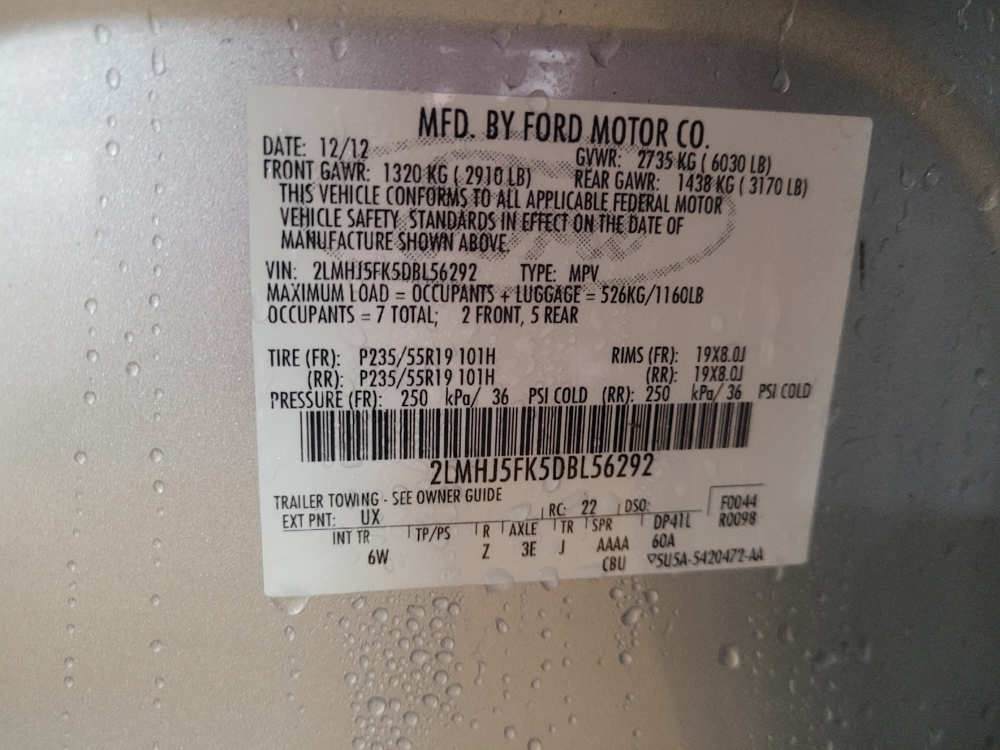 MFD. BY FORD MOTOR CO.
DATE: 12/12 GVWR: 2735 KG ( 6030 LB)
FRONT GAWR: 1320 KG ( 2910 LB) REAR GAWR: 1438 KG ( 3170 LB)
THIS VEHICLE CONFORMS TO ALL APPLICABLE FEDERAL MOTOR
VEHICLE SAFETY STANDARDS IN EFFECT ON THE DATE OF
MANUFACTURE SHOWN ABOVE.
VIN: 2LMHJ5FK5DBL56292 TYPE: MPV
MAXIMUM LOAD = OCCUPANTS + LUGGAGE = 526KG/1160LB
OCCUPANTS = 7 TOTAL; 2 FRONT, 5 REAR
TIRE (FR): P235/55R19 101H RIMS (FR): 19X8.0J
(RR): P235/55R19 101H (RR): 19X8.0J
PRESSURE (FR): 250 kPa/ 36 PSI COLD (RR): 250 kPa/ 36 PSI COLD
2LMHJ5FK5DBL56292
TRAILER TOWING - SEE OWNER GUIDE
EXT PNT: UX RC: 22 DSO: F0044
INT TR TP/PS R AXLE TR SPR DP41L R0098
6W Z 3E J AAAA 60A
CBU ▽5U5A-5420472-AA